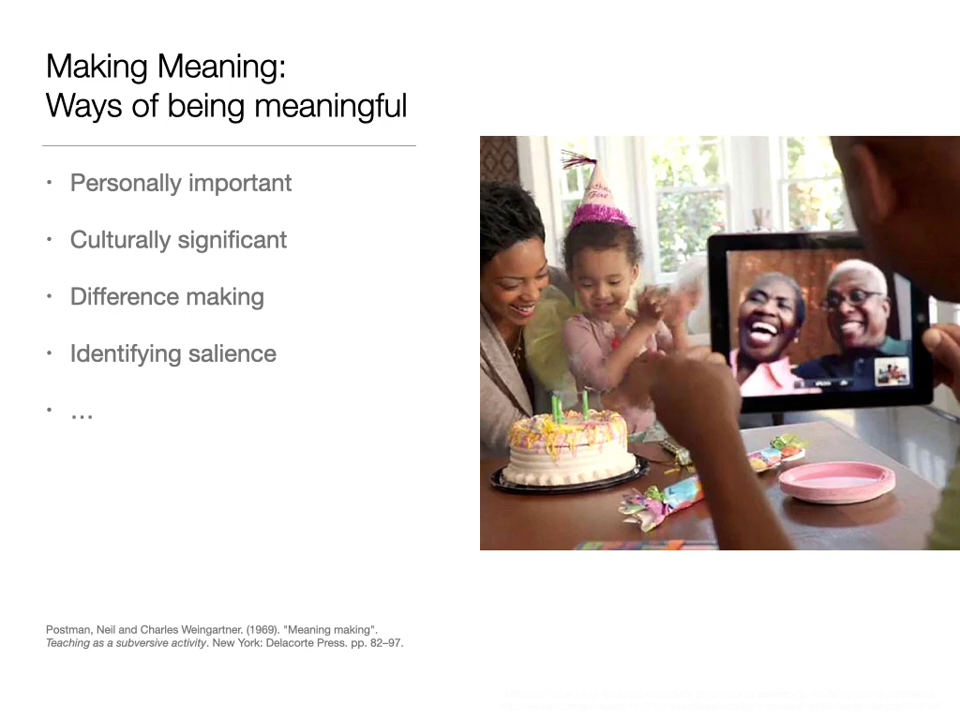 Making Meaning:
Ways of being meaningful
• Personally important
• Culturally significant
• Difference making
• Identifying salience
• …
Postman, Neil and Charles Weingartner. (1969). "Meaning making".
Teaching as a subversive activity. New York: Delacorte Press. pp. 82–97.